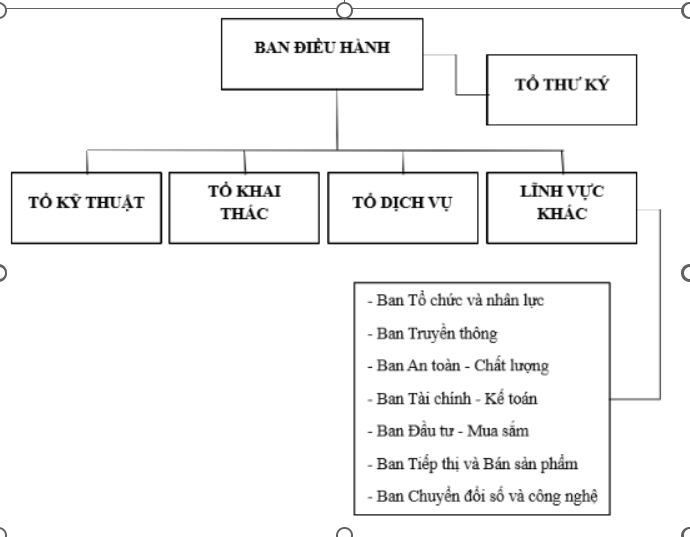 BAN ĐIỀU HÀNH
TỔ THƯ KÝ
TỔ KỸ THUẬT
TỔ KHAI
THÁC
TỔ DỊCH VỤ
LĨNH VỰC
KHÁC
- Ban Tổ chức và nhân lực
- Ban Truyền thông
- Ban An toàn - Chất lượng
- Ban Tài chính - Kế toán
- Ban Đầu tư - Mua sắm
- Ban Tiếp thị và Bán sản phẩm
- Ban Chuyển đổi số và công nghệ